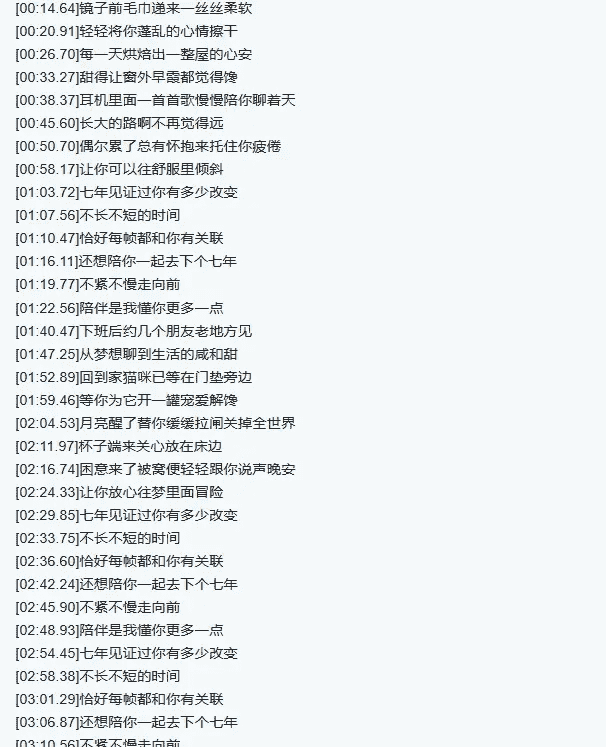 [00:14.64]镜子前毛巾递来一丝丝柔软
[00:20.91]轻轻将你蓬乱的心情擦干
[00:26.70]每一天烘焙出一整屋的心安
[00:33.27]甜得让窗外早霞都觉得馋
[00:38.37]耳机里面一首首歌慢慢陪你聊着天
[00:45.60]长大的路啊不再觉得远
[00:50.70]偶尔累了总有怀抱来托住你疲倦
[00:58.17]让你可以往舒服里倾斜
[01:03.72]七年见证过你有多少改变
[01:07.56]不长不短的时间
[01:10.47]恰好每帧都和你有关联
[01:16.11]还想陪你一起去下个七年
[01:19.77]不紧不慢走向前
[01:22.56]陪伴是我懂你更多一点
[01:40.47]下班后约几个朋友老地方见
[01:47.25]从梦想聊到生活的咸和甜
[01:52.89]回到家猫咪已等在门垫旁边
[01:59.46]等你为它开一罐宠爱解馋
[02:04.53]月亮醒了替你缓缓拉闸关掉全世界
[02:11.97]杯子端来关心放在床边
[02:16.74]困意来了被窝便轻轻跟你说声晚安
[02:24.33]让你放心往梦里面冒险
[02:29.85]七年见证过你有多少改变
[02:33.75]不长不短的时间
[02:36.60]恰好每帧都和你有关联
[02:42.24]还想陪你一起去下个七年
[02:45.90]不紧不慢走向前
[02:48.93]陪伴是我懂你更多一点
[02:54.45]七年见证过你有多少改变
[02:58.38]不长不短的时间
[03:01.29]恰好每帧都和你有关联
[03:06.87]还想陪你一起去下个七年
[03:10.56]不紧不慢走向前